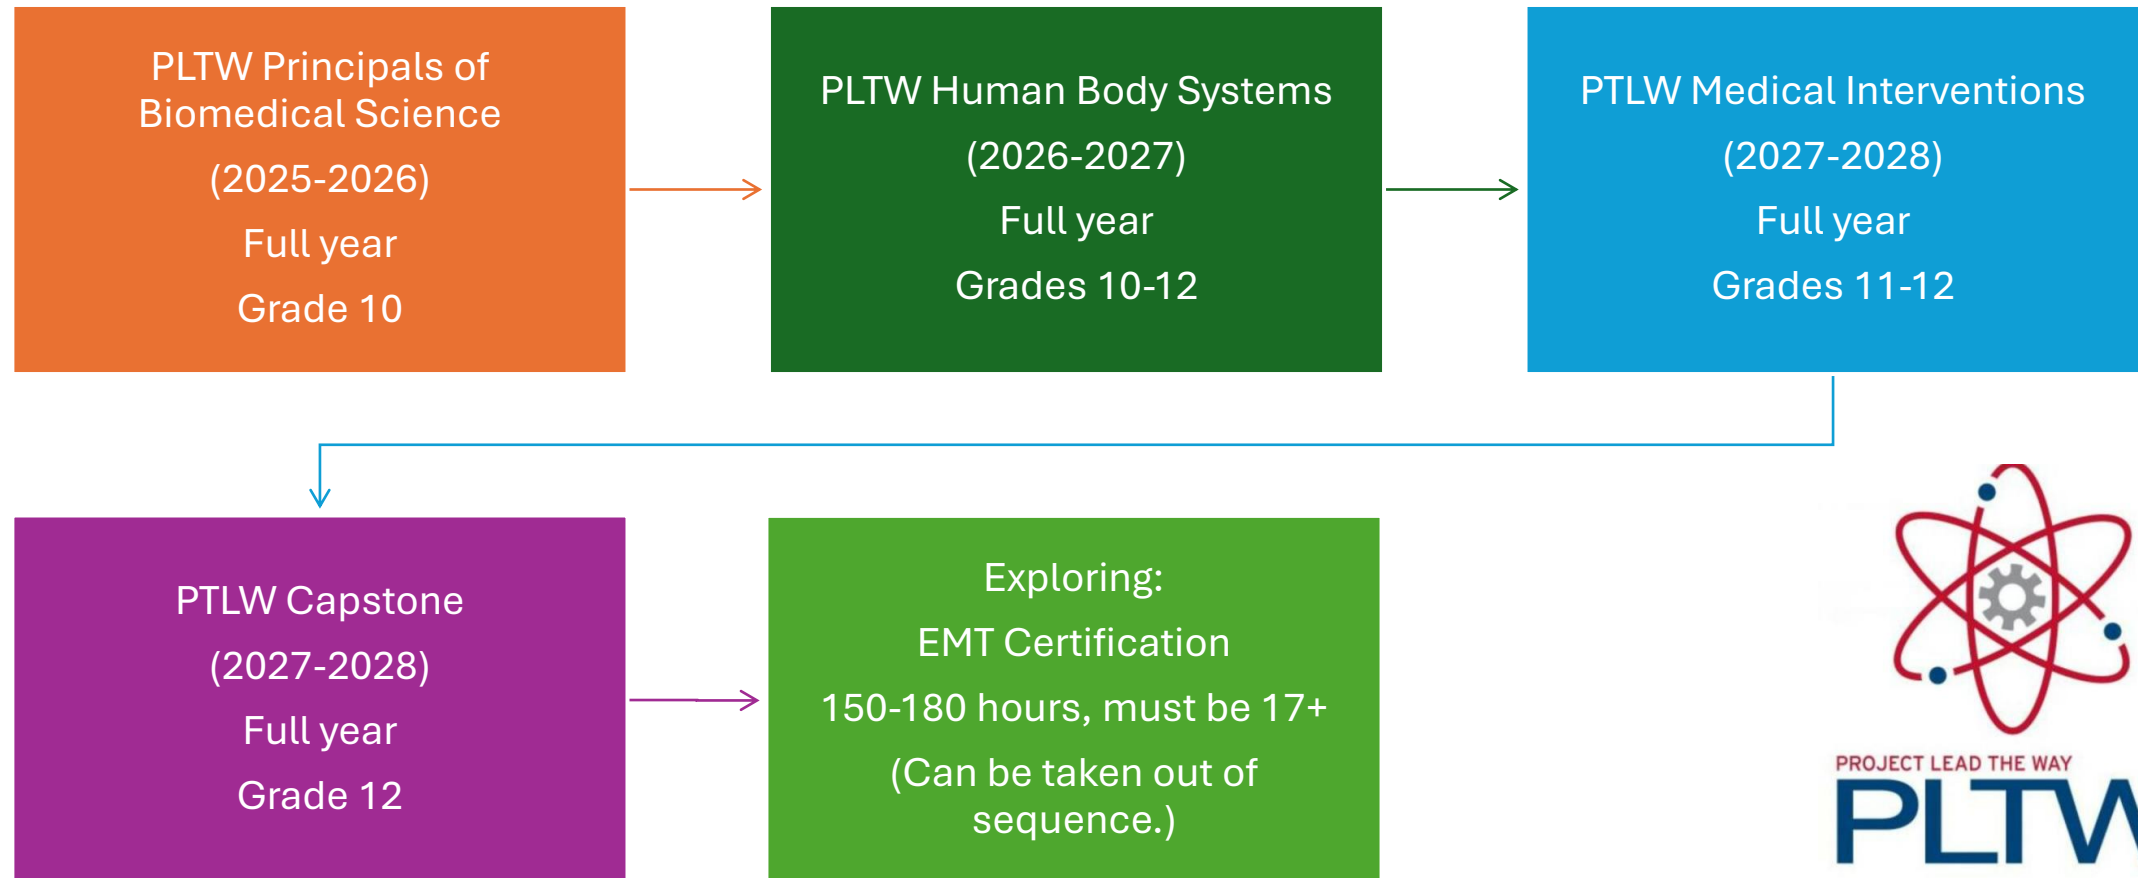 PLTW Principals of
Biomedical Science
(2025-2026)
Full year
Grade 10
PLTW Human Body Systems
(2026-2027)
Full year
Grades 10-12
PTLW Medical Interventions
(2027-2028)
Full year
Grades 11-12
PTLW Capstone
(2027-2028)
Full year
Grade 12
Exploring:
EMT Certification
150-180 hours, must be 17+
(Can be taken out of
sequence.)
PROJECT LEAD THE WAY
PLTW